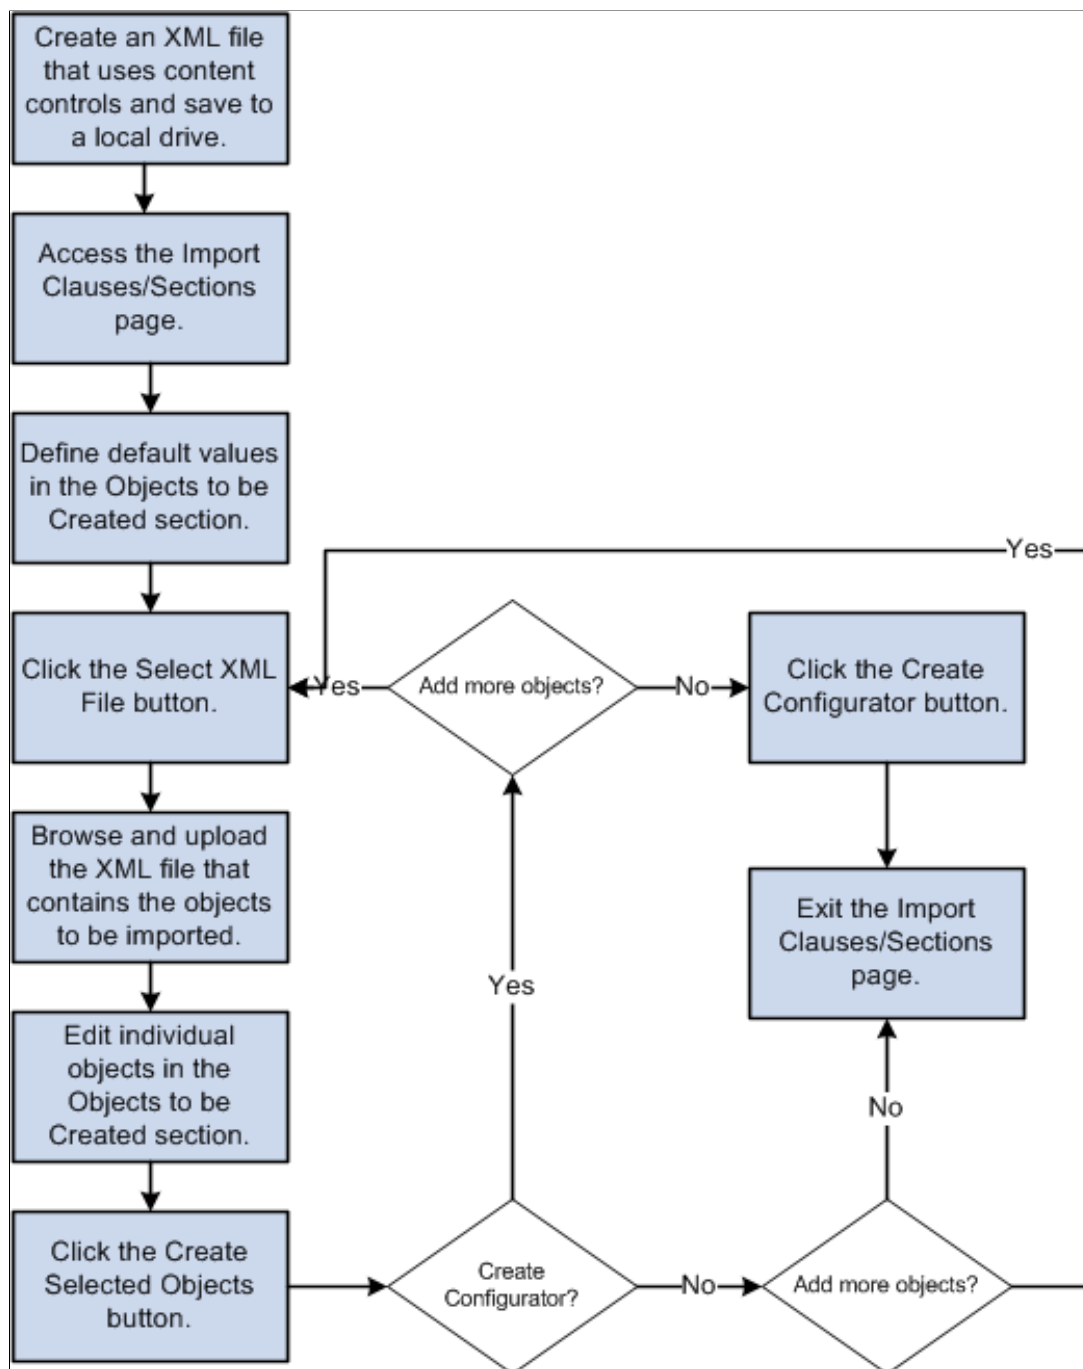 Create an XML file
that uses content
controls and save to
a local drive.
Access the Import
Clauses/Sections
page.
Define default values
in the Objects to be
Created section.
Yes
Click the Select XML
File button.
Yes
Add more objects?
No
Click the Create
Configurator button.
Browse and upload
the XML file that
contains the objects
to be imported.
Exit the Import
Clauses/Sections
page.
Yes
Edit individual
objects in the
Objects to be
Created section.
No
Click the Create
Selected Objects
button.
Create
Configurator?
No
Add more objects?